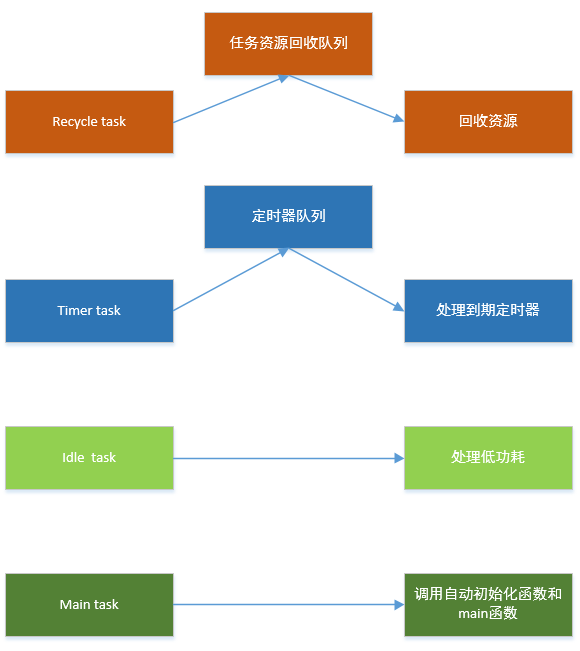 任务资源回收队列
Recycle task
回收资源
定时器队列
Timer task
处理到期定时器
Idle  task
处理低功耗
Main task
调用自动初始化函数和
main函数